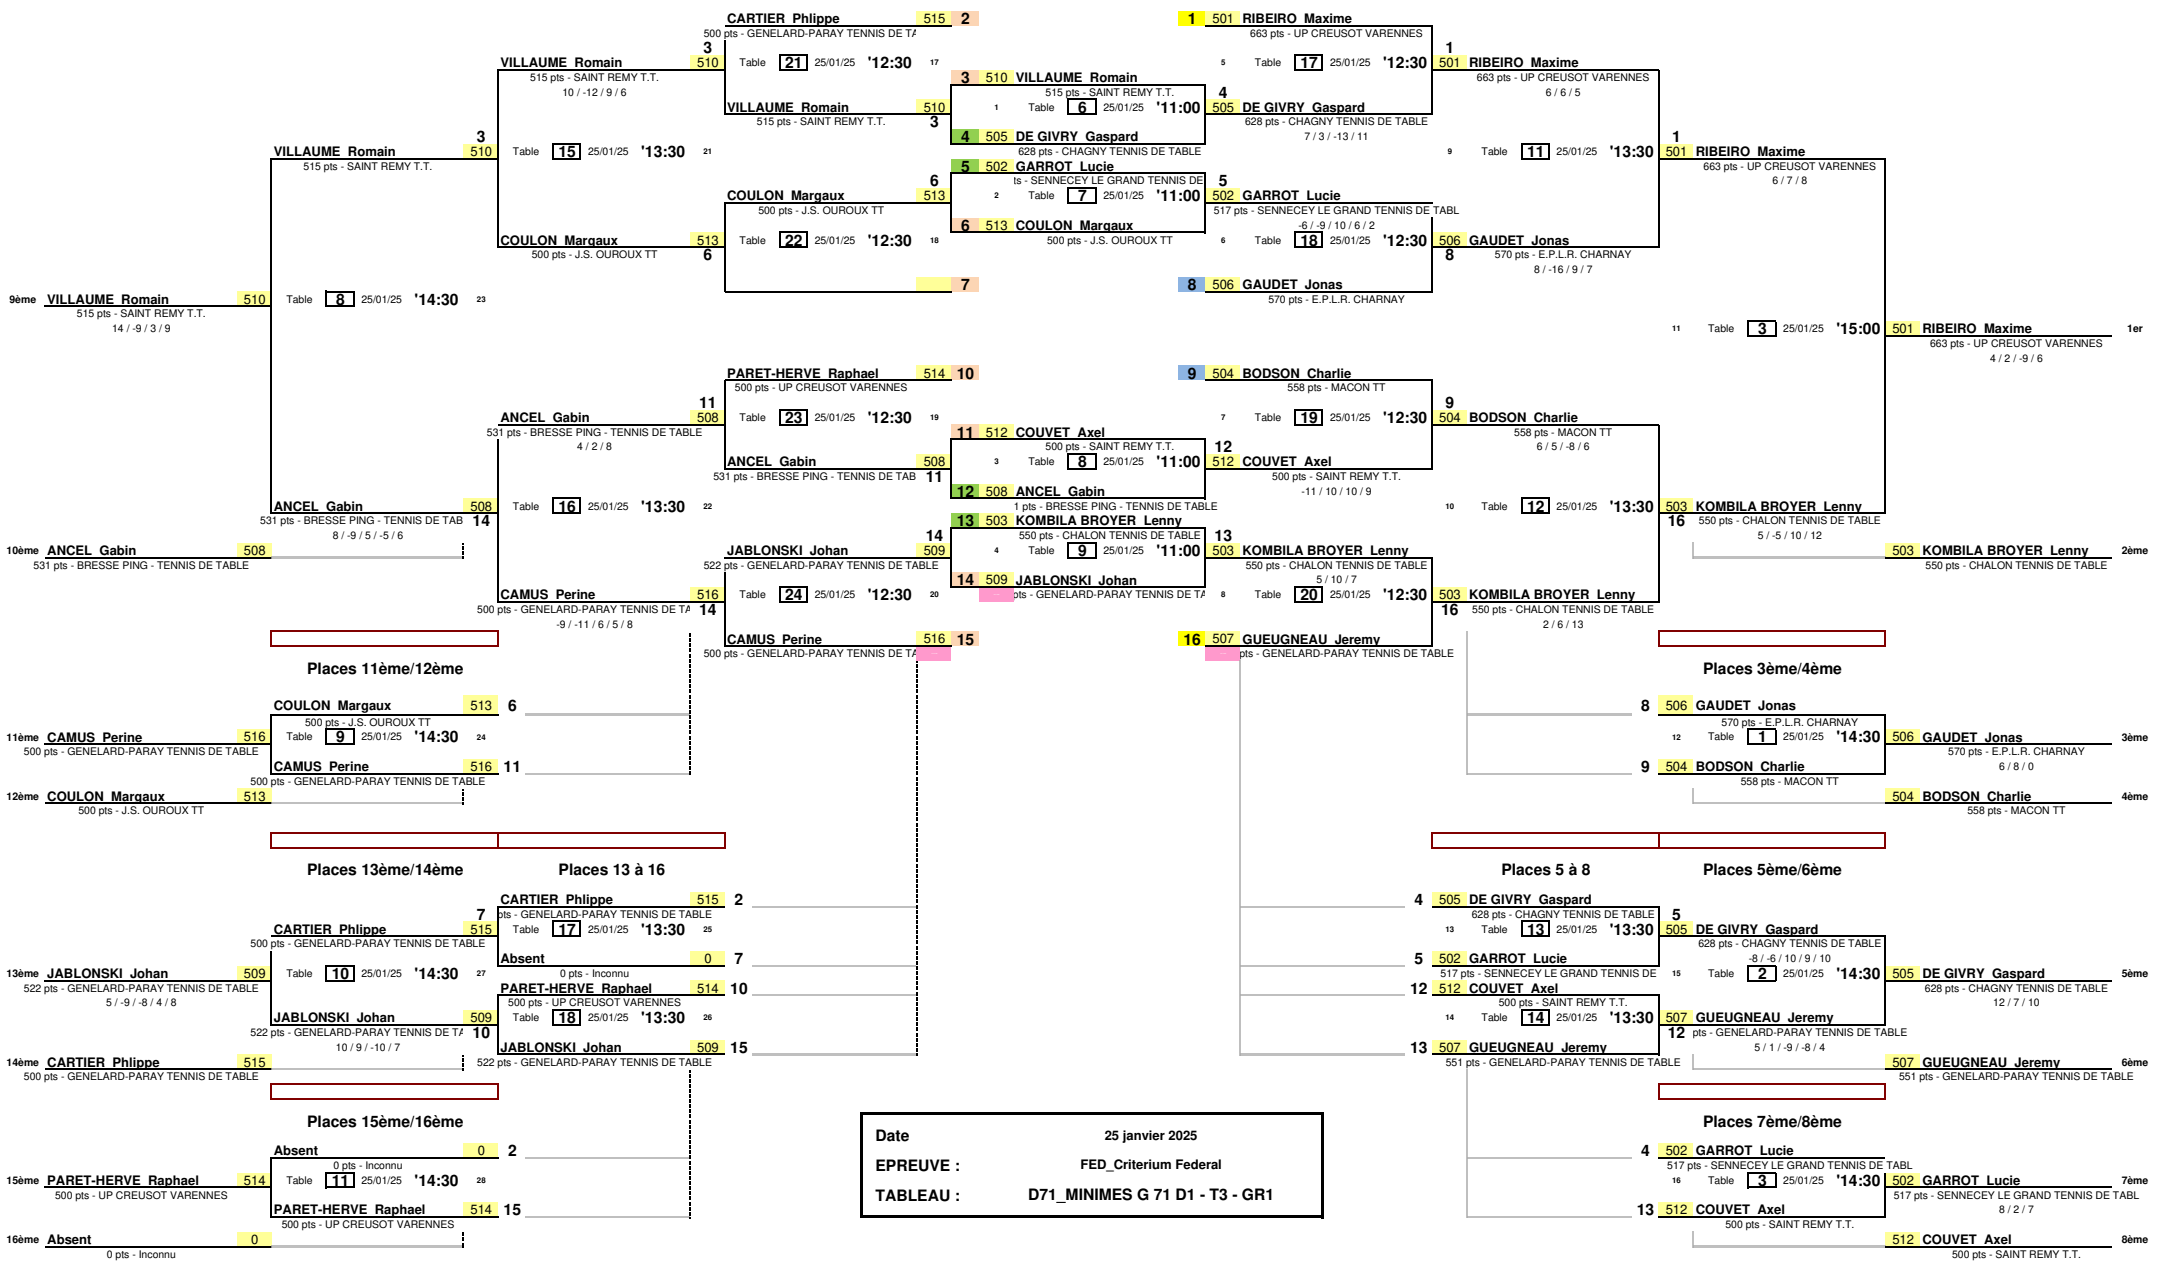 CARTIER Phlippe 515 2
500 pts - GENELARD-PARAY TENNIS DE TA
1 501 RIBEIRO Maxime
663 pts - UP CREUSOT VARENNES
3
VILLAUME Romain 510
515 pts - SAINT REMY T.T.
10 / -12 / 9 / 6
Table 21 25/01/25 '12:30 17
5 Table 17 25/01/25 '12:30
1
501 RIBEIRO Maxime
663 pts - UP CREUSOT VARENNES
6 / 6 / 5
3 510 VILLAUME Romain
515 pts - SAINT REMY T.T.
VILLAUME Romain 510
515 pts - SAINT REMY T.T. 3
1 Table 6 25/01/25 '11:00
4
505 DE GIVRY Gaspard
628 pts - CHAGNY TENNIS DE TABLE
7 / 3 / -13 / 11
4 505 DE GIVRY Gaspard
628 pts - CHAGNY TENNIS DE TABLE
3
VILLAUME Romain 510
515 pts - SAINT REMY T.T.
Table 15 25/01/25 '13:30 21
9 Table 11 25/01/25 '13:30
1
501 RIBEIRO Maxime
663 pts - UP CREUSOT VARENNES
6 / 7 / 8
5 502 GARROT Lucie
ts - SENNECEY LE GRAND TENNIS DE
6
COULON Margaux 513
500 pts - J.S. OUROUX TT
2 Table 7 25/01/25 '11:00
5
502 GARROT Lucie
517 pts - SENNECEY LE GRAND TENNIS DE TABL
-6 / -9 / 10 / 6 / 2
6 513 COULON Margaux
500 pts - J.S. OUROUX TT
COULON Margaux 513
500 pts - J.S. OUROUX TT 6
Table 22 25/01/25 '12:30 18
6 Table 18 25/01/25 '12:30
506 GAUDET Jonas
8 570 pts - E.P.L.R. CHARNAY
8 / -16 / 9 / 7
7
8 506 GAUDET Jonas
570 pts - E.P.L.R. CHARNAY
9ème VILLAUME Romain 510
515 pts - SAINT REMY T.T.
14 / -9 / 3 / 9
Table 8 25/01/25 '14:30 23
11 Table 3 25/01/25 '15:00
501 RIBEIRO Maxime 1er
663 pts - UP CREUSOT VARENNES
4 / 2 / -9 / 6
PARET-HERVE Raphael 514 10
500 pts - UP CREUSOT VARENNES
9 504 BODSON Charlie
558 pts - MACON TT
11
ANCEL Gabin 508
531 pts - BRESSE PING - TENNIS DE TABLE
4 / 2 / 8
Table 23 25/01/25 '12:30 19
7 Table 19 25/01/25 '12:30
9
504 BODSON Charlie
558 pts - MACON TT
6 / 5 / -8 / 6
11 512 COUVET Axel
500 pts - SAINT REMY T.T.
ANCEL Gabin 508
531 pts - BRESSE PING - TENNIS DE TAB 11
3 Table 8 25/01/25 '11:00
12
512 COUVET Axel
500 pts - SAINT REMY T.T.
-11 / 10 / 10 / 9
12 508 ANCEL Gabin
1 pts - BRESSE PING - TENNIS DE TABLE
ANCEL Gabin 508
531 pts - BRESSE PING - TENNIS DE TAB 14
8 / -9 / 5 / -5 / 6
Table 16 25/01/25 '13:30 22
10 Table 12 25/01/25 '13:30
503 KOMBILA BROYER Lenny
16 550 pts - CHALON TENNIS DE TABLE
5 / -5 / 10 / 12
13 503 KOMBILA BROYER Lenny
550 pts - CHALON TENNIS DE TABLE
10ème ANCEL Gabin 508
531 pts - BRESSE PING - TENNIS DE TABLE
14
JABLONSKI Johan 509
522 pts - GENELARD-PARAY TENNIS DE TABLE
4 Table 9 25/01/25 '11:00
13
503 KOMBILA BROYER Lenny
550 pts - CHALON TENNIS DE TABLE
5 / 10 / 7
503 KOMBILA BROYER Lenny 2ème
550 pts - CHALON TENNIS DE TABLE
14 509 JABLONSKI Johan
pts - GENELARD-PARAY TENNIS DE TA
CAMUS Perine 516
500 pts - GENELARD-PARAY TENNIS DE TA 14
-9 / -11 / 6 / 5 / 8
Table 24 25/01/25 '12:30 20
8 Table 20 25/01/25 '12:30
503 KOMBILA BROYER Lenny
16 550 pts - CHALON TENNIS DE TABLE
2 / 6 / 13
CAMUS Perine 516 15
500 pts - GENELARD-PARAY TENNIS DE TA
16 507 GUEUGNEAU Jeremy
pts - GENELARD-PARAY TENNIS DE TABLE
Places 11ème/12ème
Places 3ème/4ème
COULON Margaux 513 6
500 pts - J.S. OUROUX TT
8 506 GAUDET Jonas
570 pts - E.P.L.R. CHARNAY
11ème CAMUS Perine 516
500 pts - GENELARD-PARAY TENNIS DE TABLE
Table 9 25/01/25 '14:30 24
12 Table 1 25/01/25 '14:30
506 GAUDET Jonas 3ème
570 pts - E.P.L.R. CHARNAY
6 / 8 / 0
CAMUS Perine 516 11
500 pts - GENELARD-PARAY TENNIS DE TABLE
9 504 BODSON Charlie
558 pts - MACON TT
12ème COULON Margaux 513
500 pts - J.S. OUROUX TT
504 BODSON Charlie 4ème
558 pts - MACON TT
Places 13ème/14ème
Places 13 à 16
Places 5 à 8
Places 5ème/6ème
CARTIER Phlippe 515 2
pts - GENELARD-PARAY TENNIS DE TABLE
4 505 DE GIVRY Gaspard
628 pts - CHAGNY TENNIS DE TABLE
7
CARTIER Phlippe 515
500 pts - GENELARD-PARAY TENNIS DE TABLE
Table 17 25/01/25 '13:30 25
13 Table 13 25/01/25 '13:30
5
505 DE GIVRY Gaspard
628 pts - CHAGNY TENNIS DE TABLE
-8 / -6 / 10 / 9 / 10
Absent 0 7
0 pts - Inconnu
5 502 GARROT Lucie
517 pts - SENNECEY LE GRAND TENNIS DE
13ème JABLONSKI Johan 509
522 pts - GENELARD-PARAY TENNIS DE TABLE
5 / -9 / -8 / 4 / 8
Table 10 25/01/25 '14:30 27
15 Table 2 25/01/25 '14:30
505 DE GIVRY Gaspard 5ème
628 pts - CHAGNY TENNIS DE TABLE
12 / 7 / 10
PARET-HERVE Raphael 514 10
500 pts - UP CREUSOT VARENNES
12 512 COUVET Axel
500 pts - SAINT REMY T.T.
JABLONSKI Johan 509
522 pts - GENELARD-PARAY TENNIS DE TA 10
10 / 9 / -10 / 7
Table 18 25/01/25 '13:30 26
14 Table 14 25/01/25 '13:30
507 GUEUGNEAU Jeremy
12 pts - GENELARD-PARAY TENNIS DE TABLE
5 / 1 / -9 / -8 / 4
JABLONSKI Johan 509 15
522 pts - GENELARD-PARAY TENNIS DE TABLE
13 507 GUEUGNEAU Jeremy
551 pts - GENELARD-PARAY TENNIS DE TABLE
14ème CARTIER Phlippe 515
500 pts - GENELARD-PARAY TENNIS DE TABLE
507 GUEUGNEAU Jeremy 6ème
551 pts - GENELARD-PARAY TENNIS DE TABLE
Places 15ème/16ème
Places 7ème/8ème
Date 25 janvier 2025
EPREUVE : FED_Criterium Federal
TABLEAU : D71_MINIMES G 71 D1 - T3 - GR1
Absent 0 2
0 pts - Inconnu
4 502 GARROT Lucie
517 pts - SENNECEY LE GRAND TENNIS DE TABL
15ème PARET-HERVE Raphael 514
500 pts - UP CREUSOT VARENNES
Table 11 25/01/25 '14:30 28
16 Table 3 25/01/25 '14:30
502 GARROT Lucie 7ème
517 pts - SENNECEY LE GRAND TENNIS DE TABL
8 / 2 / 7
PARET-HERVE Raphael 514 15
500 pts - UP CREUSOT VARENNES
13 512 COUVET Axel
500 pts - SAINT REMY T.T.
16ème Absent 0
0 pts - Inconnu
512 COUVET Axel 8ème
500 pts - SAINT REMY T.T.